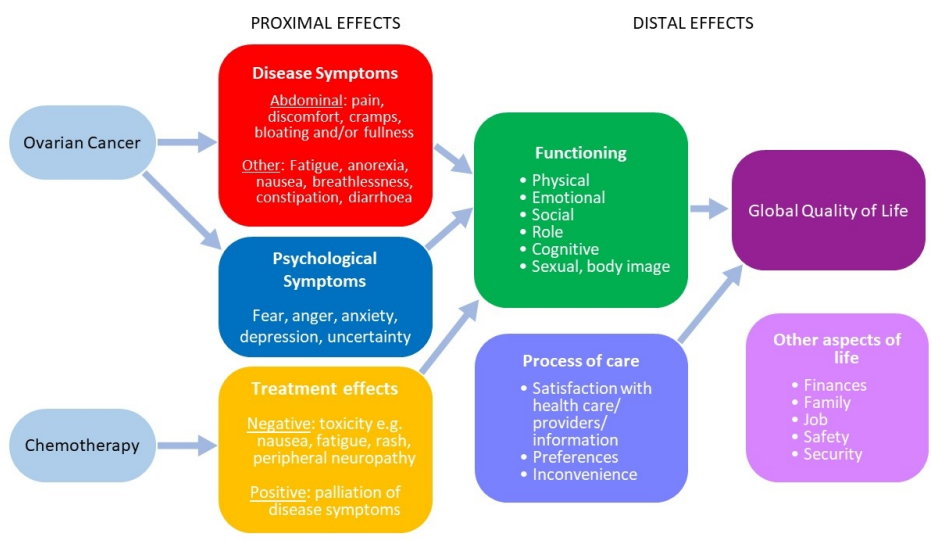 PROXIMAL EFFECTS
DISTAL EFFECTS
Ovarian Cancer
Chemotherapy
Disease Symptoms
Abdominal: pain,
discomfort, cramps,
bloating and/or fullness
Other: Fatigue, anorexia,
nausea, breathlessness,
constipation, diarrhoea
Psychological
Symptoms
Fear, anger, anxiety,
depression, uncertainty
Treatment effects
Negative: toxicity e.g.
nausea, fatigue, rash,
peripheral neuropathy
Positive: palliation of
disease symptoms
Functioning
• Physical
• Emotional
• Social
• Role
• Cognitive
• Sexual, body image
Process of care
• Satisfaction with
health care/
providers/
information
• Preferences
• Inconvenience
Global Quality of Life
Other aspects of
life
• Finances
• Family
• Job
• Safety
• Security